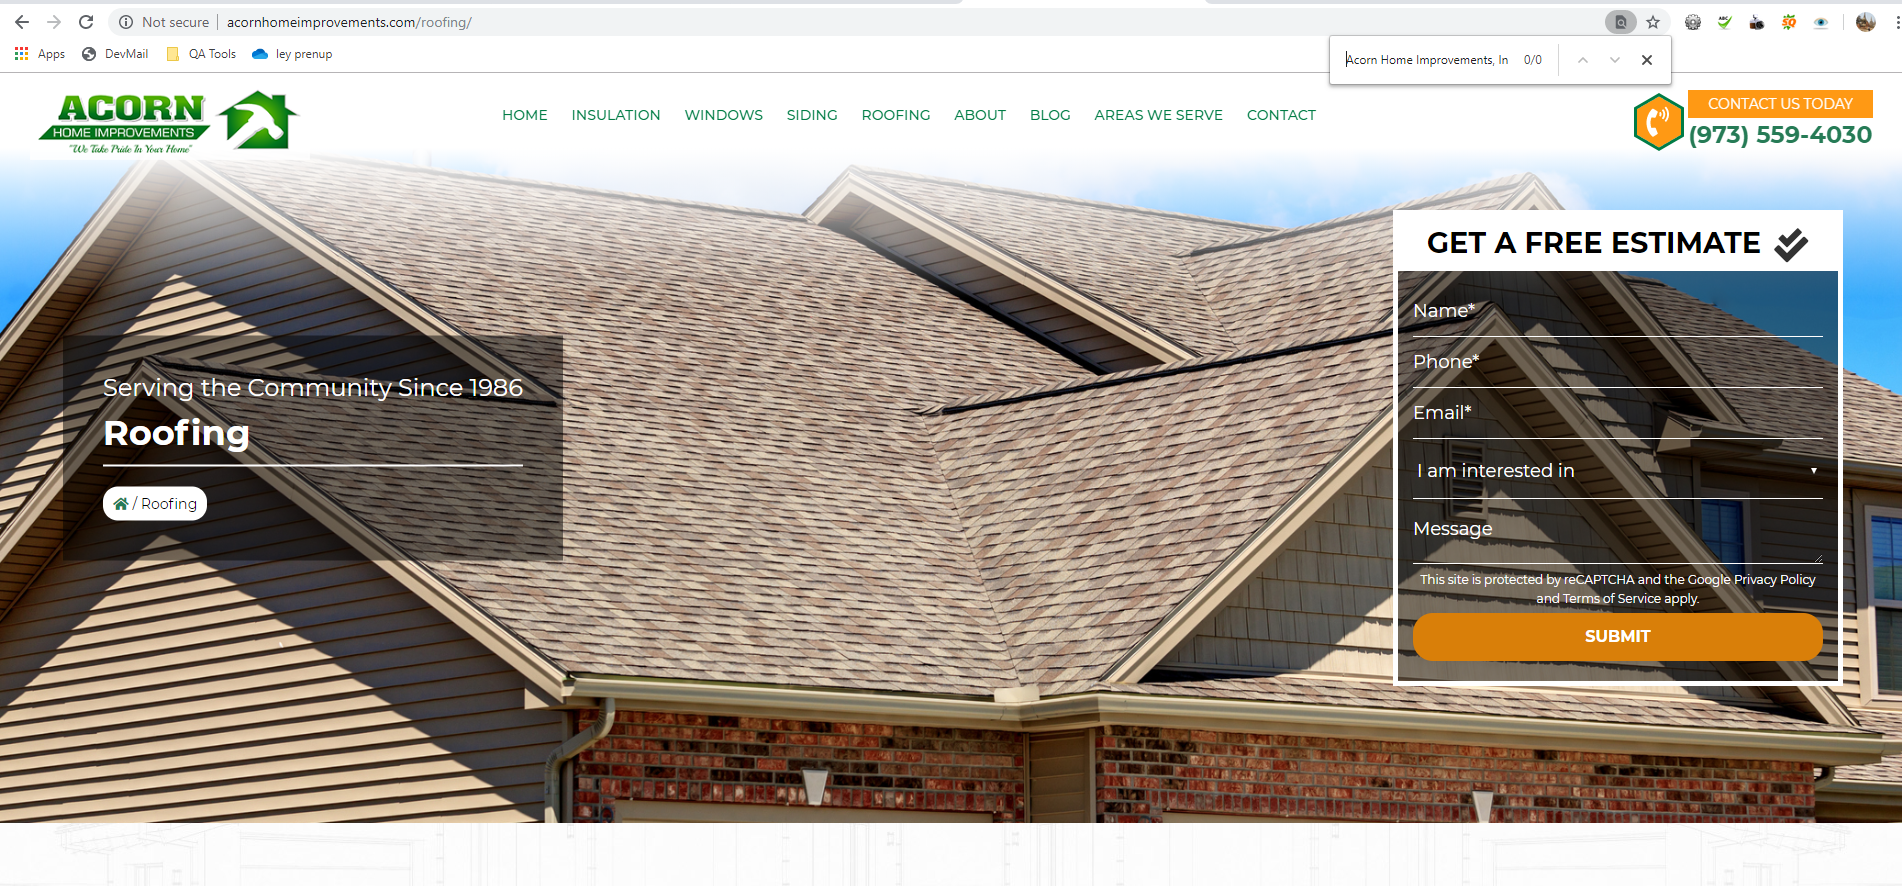 Not secure
acornhomeimprovements.com/roofing/
Apps
DevMail
QA Tools
ley prenup
Acorn Home Improvements, In
0/0
ACORN
HOME IMPROVEMENTS
"We Take Pride In Your Home"
HOME
INSULATION
WINDOWS
SIDING
ROOFING
ABOUT
BLOG
AREAS WE SERVE
CONTACT
CONTACT US TODAY
(973) 559-4030
Serving the Community Since 1986
Roofing
/ Roofing
GET A FREE ESTIMATE
Name*
Phone*
Email*
I am interested in
Message
This site is protected by reCAPTCHA and the Google Privacy Policy
and Terms of Service apply.
SUBMIT